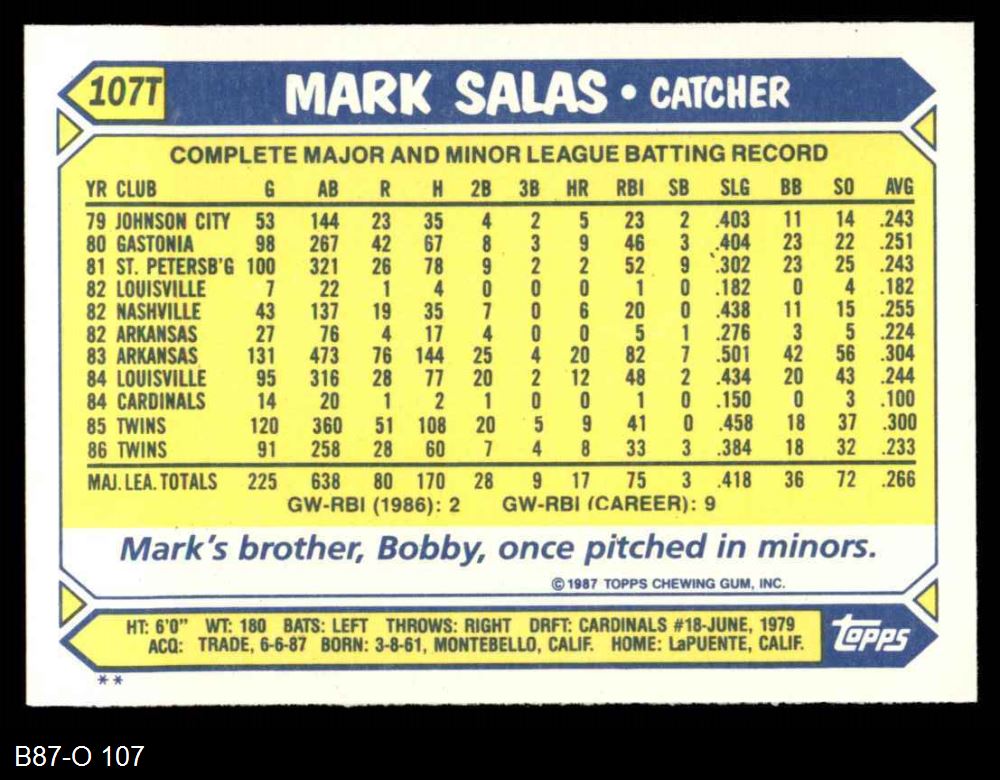 107T MARK SALAS • CATCHER
COMPLETE MAJOR AND MINOR LEAGUE BATTING RECORD
YR CLUB G AB R H 2B 3B HR RBI SB SLG BB SO AVG
79 JOHNSON CITY 53 144 23 35 4 2 5 23 2 .403 11 14 .243
80 GASTONIA 98 267 42 67 8 3 9 46 3 .404 23 22 .251
81 ST. PETERSB'G 100 321 26 78 9 2 2 52 9 .302 23 25 .243
82 LOUISVILLE 7 22 1 4 0 0 0 1 0 .182 0 4 .182
82 NASHVILLE 43 137 19 35 7 0 6 20 0 .438 11 15 .255
82 ARKANSAS 27 76 4 17 4 0 0 5 1 .276 3 5 .224
83 ARKANSAS 131 473 76 144 25 4 20 82 7 .501 42 56 .304
84 LOUISVILLE 95 316 28 77 20 2 12 48 2 .434 20 43 .244
84 CARDINALS 14 20 1 2 1 0 0 1 0 .150 0 3 .100
85 TWINS 120 360 51 108 20 5 9 41 0 .458 18 37 .300
86 TWINS 91 258 28 60 7 4 8 33 3 .384 18 32 .233
MAJ. LEA. TOTALS 225 638 80 170 28 9 17 75 3 .418 36 72 .266
GW-RBI (1986): 2 GW-RBI (CAREER): 9
Mark's brother, Bobby, once pitched in minors.
© 1987 TOPPS CHEWING GUM, INC.
HT: 6'0" WT: 180 BATS: LEFT THROWS: RIGHT DRFT: CARDINALS #18-JUNE, 1979
ACQ: TRADE, 6-6-87 BORN: 3-8-61, MONTEBELLO, CALIF. HOME: LaPUENTE, CALIF.
topps
**
B87-O 107